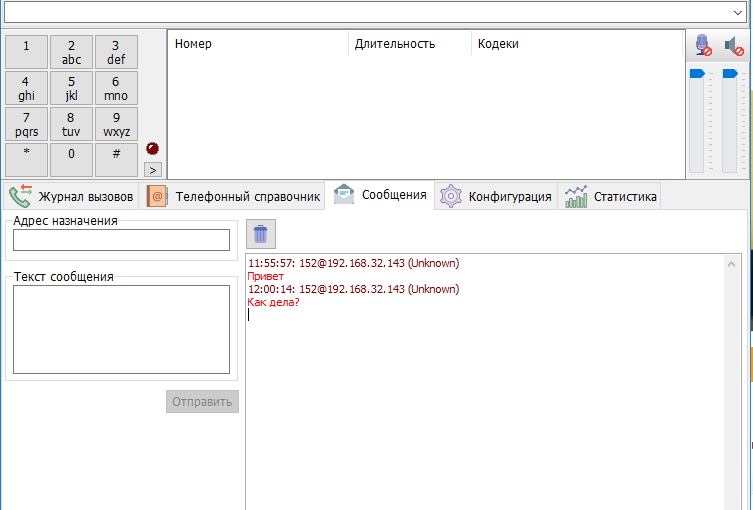 Номер Длительность Кодеки
1 2 3
abc def
4 5 6
ghi jkl mno
7 8 9
pqrs tuv wxyz
* 0 #
>
Журнал вызовов Телефонный справочник Сообщения Конфигурация Статистика
Адрес назначения
Текст сообщения
Отправить
11:55:57: 152@192.168.32.143 (Unknown)
Привет
12:00:14: 152@192.168.32.143 (Unknown)
Как дела?